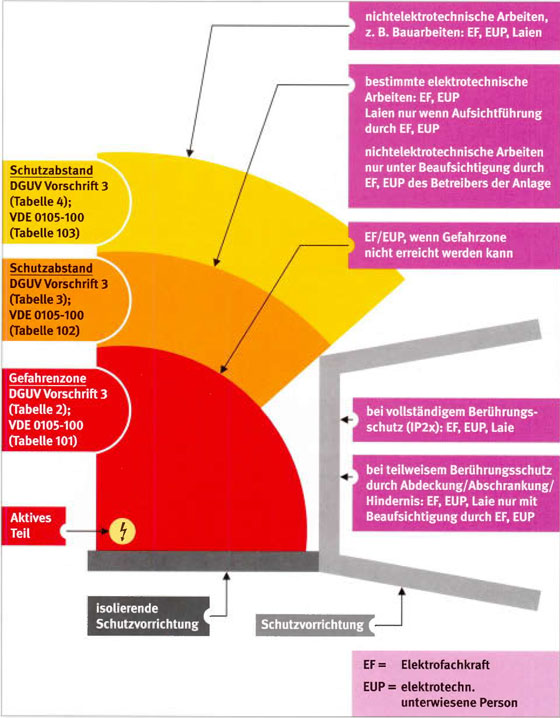 nichtelektrotechnische Arbeiten,
z. B. Bauarbeiten: EF, EUP, Laien
bestimmte elektrotechnische
Arbeiten: EF, EUP
Laien nur wenn Aufsichtführung
durch EF, EUP
nichtelektrotechnische Arbeiten
nur unter Beaufsichtigung durch
EF, EUP des Betreibers der Anlage
Schutzabstand
DGUV Vorschrift 3
(Tabelle 4);
VDE 0105-100
(Tabelle 103)
EF/EUP, wenn Gefahrzone
nicht erreicht werden kann
Schutzabstand
DGUV Vorschrift 3
(Tabelle 3);
VDE 0105-100
(Tabelle 102)
Gefahrenzone
DGUV Vorschrift 3
(Tabelle 2);
VDE 0105-100
(Tabelle 101)
bei vollständigem Berührungs-
schutz (IP2x): EF, EUP, Laie
bei teilweisem Berührungsschutz
durch Abdeckung/Abschrankung/
Hindernis: EF, EUP, Laie nur mit
Beaufsichtigung durch EF, EUP
Aktives
Teil
isolierende
Schutzvorrichtung
Schutzvorrichtung
EF = Elektrofachkraft
EUP = elektrotechn.
unterwiesene Person